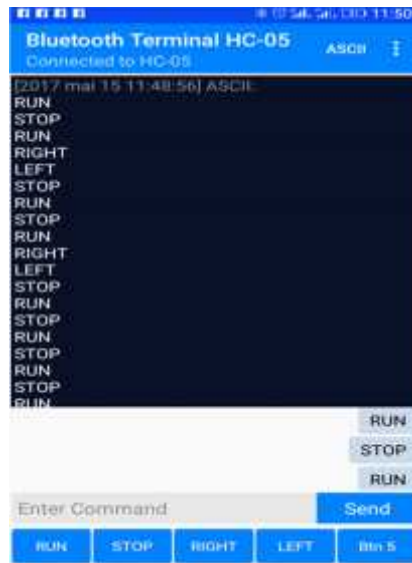 11:50
Bluetooth Terminal HC-05
ASCII
Connected to HC-05
[2017 mai 15 11:48:56] ASCII:
RUN
STOP
RUN
RIGHT
LEFT
STOP
RUN
STOP
RUN
RIGHT
LEFT
STOP
RUN
STOP
RUN
STOP
RUN
STOP
RUN
RUN
STOP
RUN
Enter Command
Send
RUN
STOP
RIGHT
LEFT
Btn 5